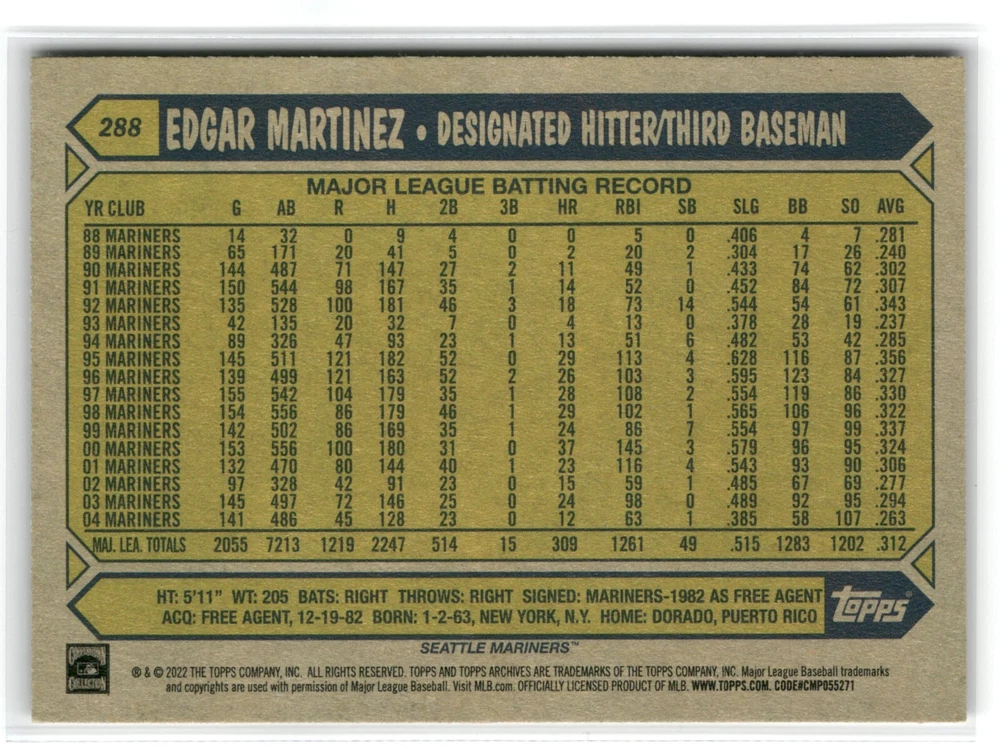 288 EDGAR MARTINEZ • DESIGNATED HITTER/THIRD BASEMAN
MAJOR LEAGUE BATTING RECORD
YR CLUB G AB R H 2B 3B HR RBI SB SLG BB SO AVG
88 MARINERS 14 32 0 9 4 0 0 5 0 .406 4 7 .281
89 MARINERS 65 171 20 41 5 0 2 20 2 .304 17 26 .240
90 MARINERS 144 487 71 147 27 2 11 49 1 .433 74 62 .302
91 MARINERS 150 544 98 167 35 1 14 52 0 .452 84 72 .307
92 MARINERS 135 528 100 181 46 3 18 73 14 .544 54 61 .343
93 MARINERS 42 135 20 32 7 0 4 13 0 .378 28 19 .237
94 MARINERS 89 326 47 93 23 1 13 51 6 .482 53 42 .285
95 MARINERS 145 511 121 182 52 0 29 113 4 .628 116 87 .356
96 MARINERS 139 499 121 163 52 2 26 103 3 .595 123 84 .327
97 MARINERS 155 542 104 179 35 1 28 108 2 .554 119 86 .330
98 MARINERS 154 556 86 179 46 1 29 102 1 .565 106 96 .322
99 MARINERS 142 502 86 169 35 1 24 86 7 .554 97 99 .337
00 MARINERS 153 556 100 180 31 0 37 145 3 .579 96 95 .324
01 MARINERS 132 470 80 144 40 1 23 116 4 .543 93 90 .306
02 MARINERS 97 328 42 91 23 0 15 59 1 .485 67 69 .277
03 MARINERS 145 497 72 146 25 0 24 98 0 .489 92 95 .294
04 MARINERS 141 486 45 128 23 0 12 63 1 .385 58 107 .263
MAJ. LEA. TOTALS 2055 7213 1219 2247 514 15 309 1261 49 .515 1283 1202 .312
HT: 5'11" WT: 205 BATS: RIGHT THROWS: RIGHT SIGNED: MARINERS-1982 AS FREE AGENT
ACQ: FREE AGENT, 12-19-82 BORN: 1-2-63, NEW YORK, N.Y. HOME: DORADO, PUERTO RICO
topps®
SEATTLE MARINERS™
COOPERSTOWN
COLLECTION
® & © 2022 THE TOPPS COMPANY, INC. ALL RIGHTS RESERVED. TOPPS AND TOPPS ARCHIVES ARE TRADEMARKS OF THE TOPPS COMPANY, INC. Major League Baseball trademarks
and copyrights are used with permission of Major League Baseball. Visit MLB.com. OFFICIALLY LICENSED PRODUCT OF MLB. WWW.TOPPS.COM. CODE#CMP055271